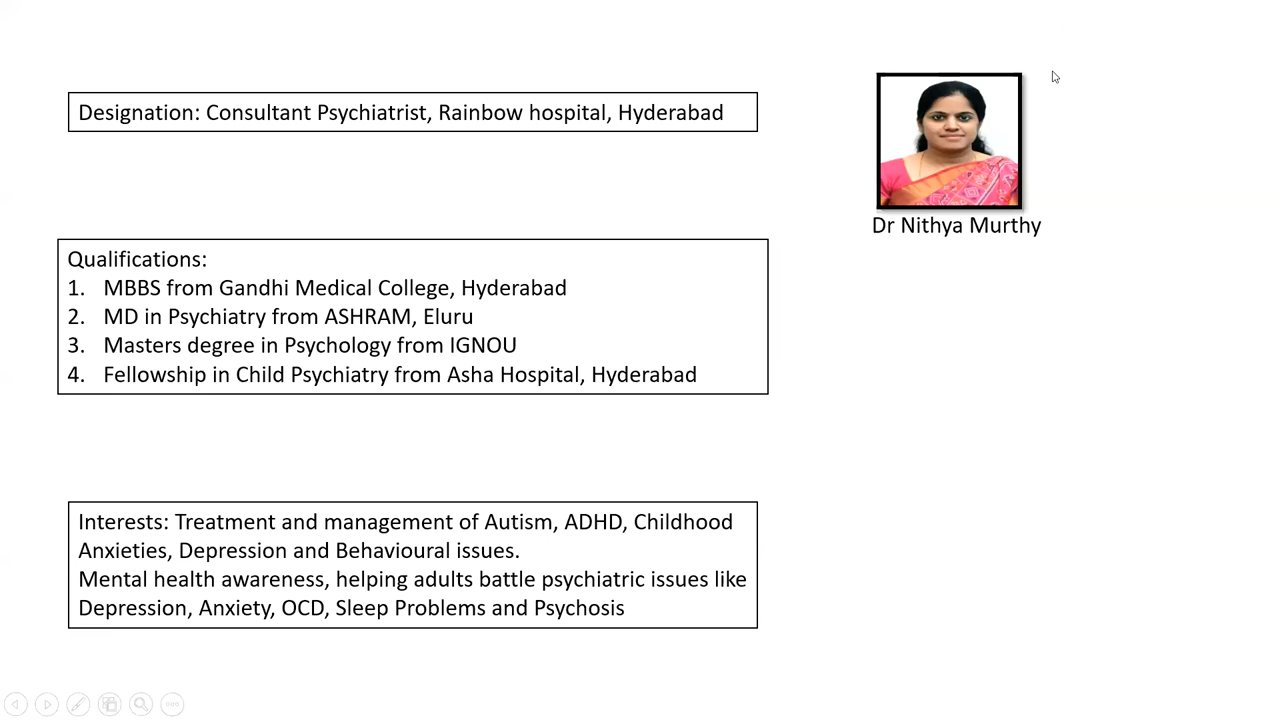 Designation: Consultant Psychiatrist, Rainbow hospital, Hyderabad
Dr Nithya Murthy
Qualifications:
1. MBBS from Gandhi Medical College, Hyderabad
2. MD in Psychiatry from ASHRAM, Eluru
3. Masters degree in Psychology from IGNOU
4. Fellowship in Child Psychiatry from Asha Hospital, Hyderabad
Interests: Treatment and management of Autism, ADHD, Childhood
Anxieties, Depression and Behavioural issues.
Mental health awareness, helping adults battle psychiatric issues like
Depression, Anxiety, OCD, Sleep Problems and Psychosis